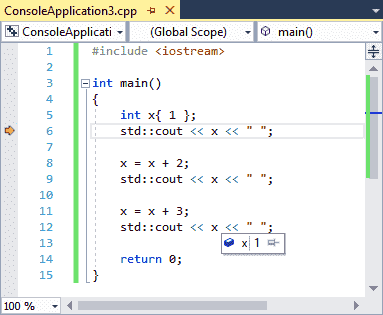 ConsoleApplication3.cpp
ConsoleApplicati (Global Scope) main()
1 #include <iostream>
2
3 int main()
4 {
5 int x{ 1 };
6 std::cout << x << " ";
7
8 x = x + 2;
9 std::cout << x << " ";
10
11 x = x + 3;
12 std::cout << x << " ";
13 x 1
14 return 0;
15 }
100 %